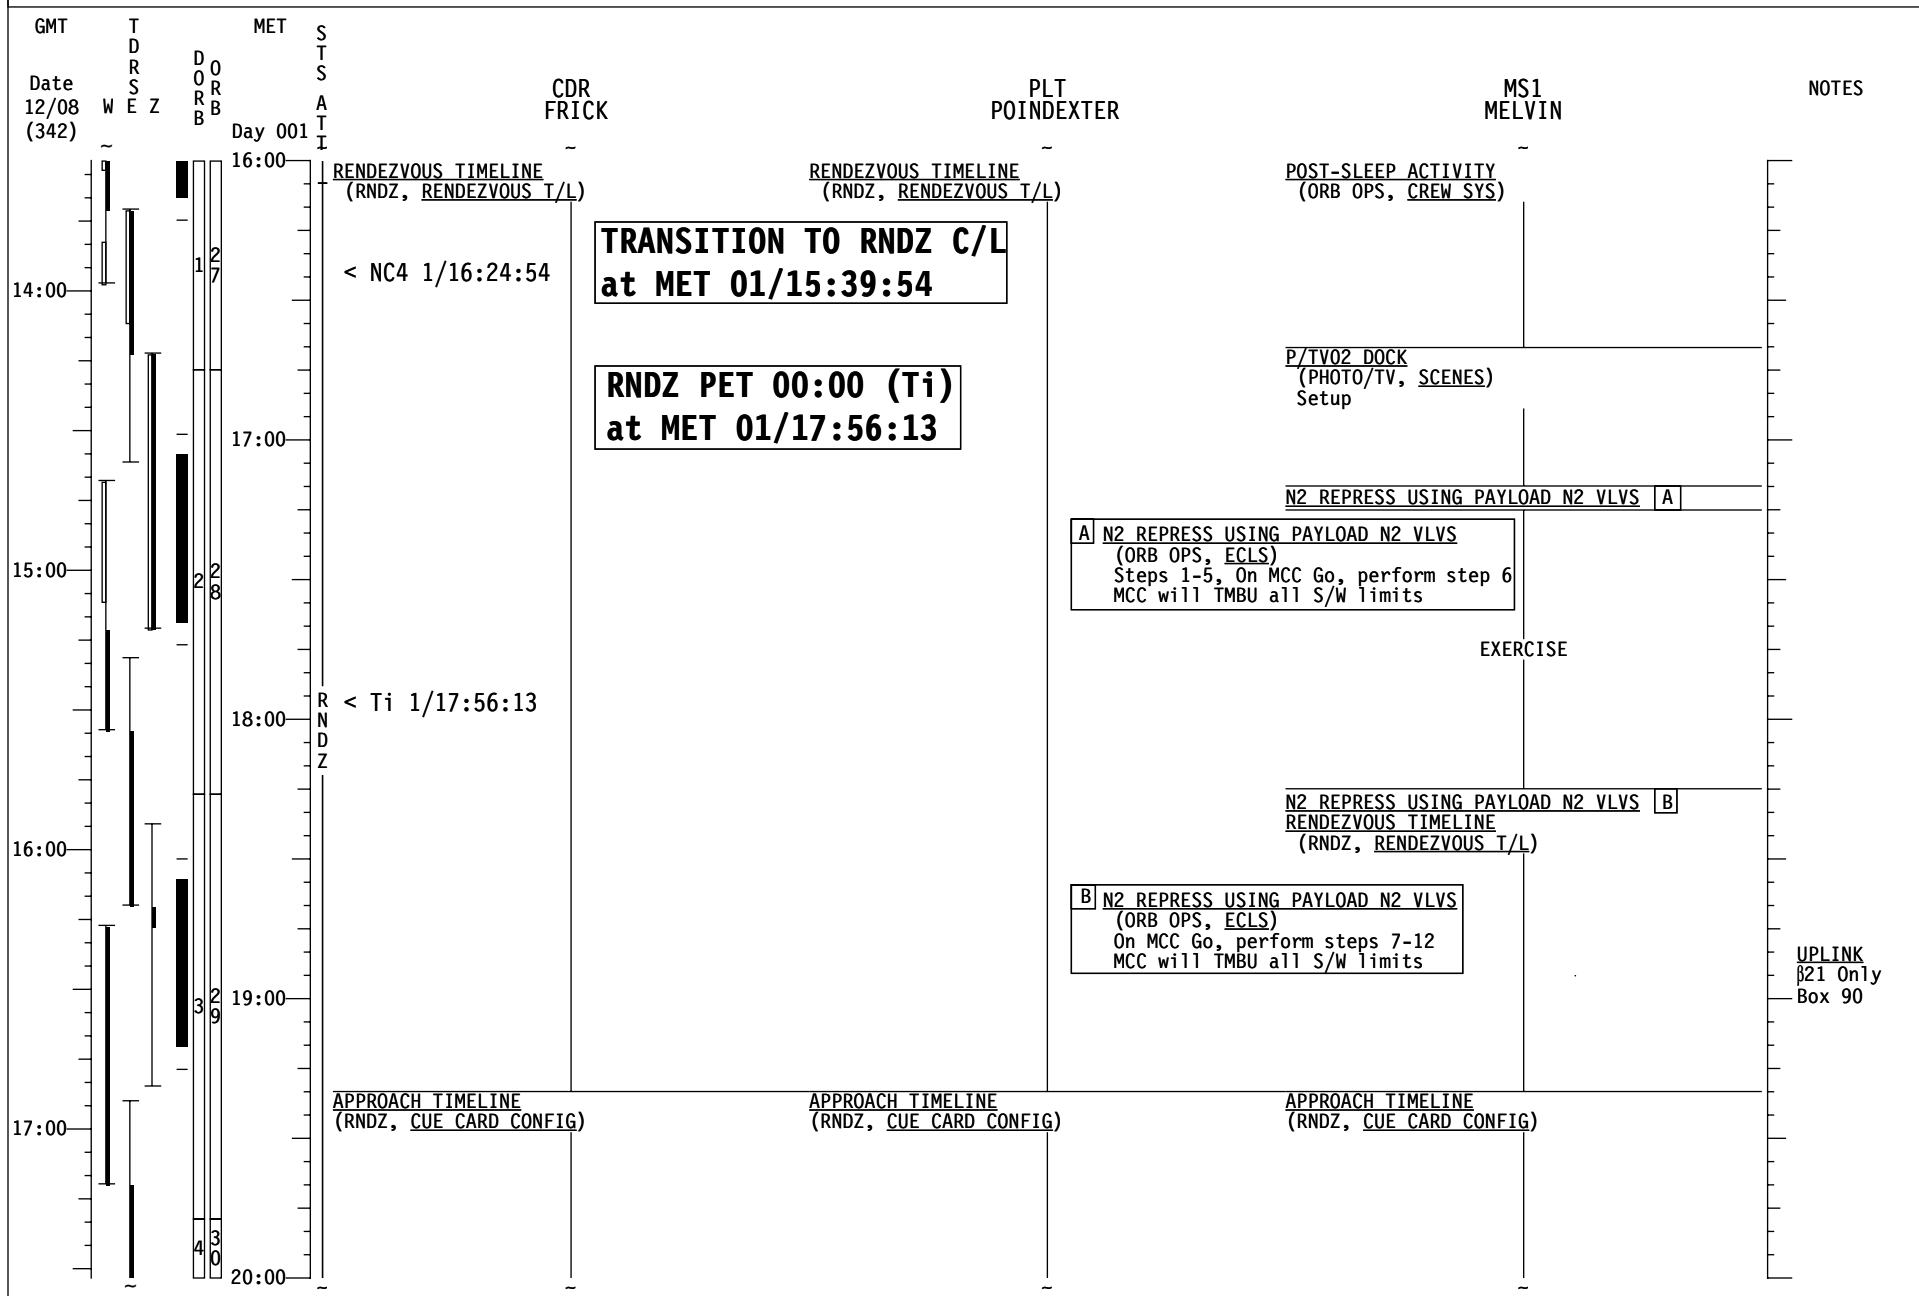 GMT
TDRS
MET
STS ATT
DORB
ORB
Date
12/08
(342)
W E Z
Day 001
CDR
FRICK
PLT
POINDEXTER
MS1
MELVIN
NOTES
~ ~ ~ ~
16:00
RENDEZVOUS TIMELINE
(RNDZ, RENDEZVOUS T/L)
RENDEZVOUS TIMELINE
(RNDZ, RENDEZVOUS T/L)
POST-SLEEP ACTIVITY
(ORB OPS, CREW SYS)
TRANSITION TO RNDZ C/L
at MET 01/15:39:54
1 27
< NC4 1/16:24:54
14:00
P/TV02 DOCK
(PHOTO/TV, SCENES)
Setup
RNDZ PET 00:00 (Ti)
at MET 01/17:56:13
17:00
N2 REPRESS USING PAYLOAD N2 VLVS A
A N2 REPRESS USING PAYLOAD N2 VLVS
(ORB OPS, ECLS)
Steps 1-5, On MCC Go, perform step 6
MCC will TMBU all S/W limits
15:00
2 28
EXERCISE
RNDZ
< Ti 1/17:56:13
18:00
N2 REPRESS USING PAYLOAD N2 VLVS B
RENDEZVOUS TIMELINE
(RNDZ, RENDEZVOUS T/L)
16:00
B N2 REPRESS USING PAYLOAD N2 VLVS
(ORB OPS, ECLS)
On MCC Go, perform steps 7-12
MCC will TMBU all S/W limits
UPLINK
β21 Only
Box 90
3 29
19:00
APPROACH TIMELINE
(RNDZ, CUE CARD CONFIG)
APPROACH TIMELINE
(RNDZ, CUE CARD CONFIG)
APPROACH TIMELINE
(RNDZ, CUE CARD CONFIG)
17:00
4 30
20:00
~ ~ ~ ~ ~